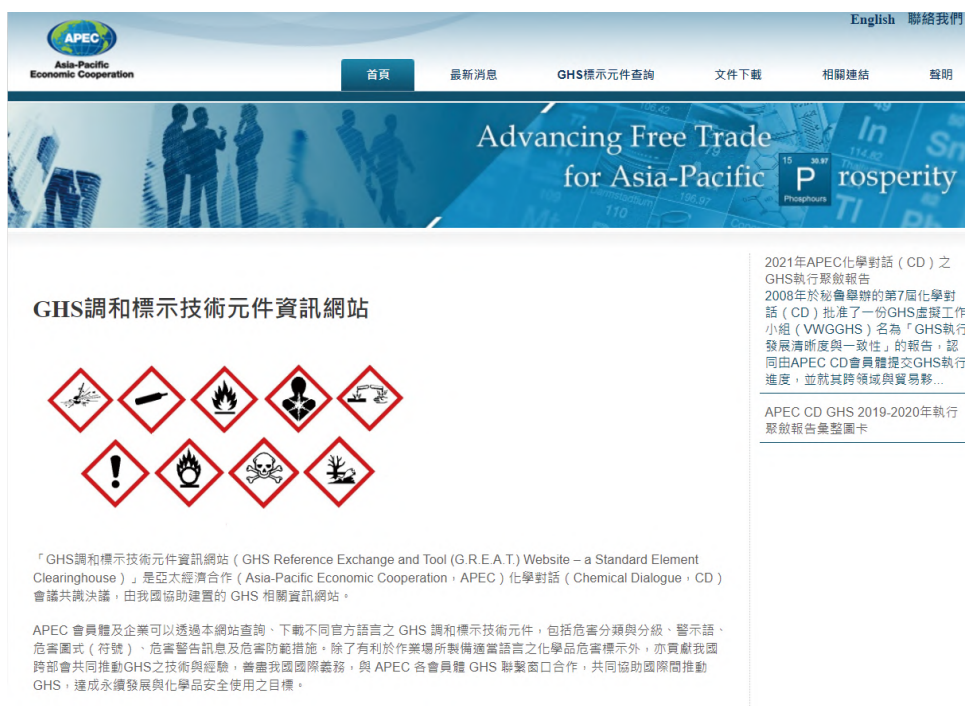 English 聯絡我們
APEC
Asia-Pacific
Economic Cooperation
首頁 最新消息 GHS標示元件查詢 文件下載 相關連結 聲明
Advancing Free Trade
for Asia-Pacific
15 30.97
P
Phosphours
rosperity
106.42
79
49
In
114.82
Sn
110
106.97
Tl
GHS調和標示技術元件資訊網站
「GHS調和標示技術元件資訊網站(GHS Reference Exchange and Tool (G.R.E.A.T.) Website – a Standard Element
Clearinghouse)」是亞太經濟合作(Asia-Pacific Economic Cooperation,APEC)化學對話(Chemical Dialogue,CD)
會議共識決議,由我國協助建置的 GHS 相關資訊網站。
APEC 會員體及企業可以透過本網站查詢、下載不同官方語言之 GHS 調和標示技術元件,包括危害分類與分級、警示語、
危害圖式(符號)、危害警告訊息及危害防範措施。除了有利於作業場所製備適當語言之化學品危害標示外,亦貢獻我國
跨部會共同推動GHS之技術與經驗,善盡我國國際義務,與 APEC 各會員體 GHS 聯繫窗口合作,共同協助國際間推動
GHS,達成永續發展與化學品安全使用之目標。
2021年APEC化學對話(CD)之
GHS執行聚斂報告
2008年於秘魯舉辦的第7屆化學對
話(CD)批准了一份GHS虛擬工作
小組(VWGGHS)名為「GHS執行
發展清晰度與一致性」的報告,認
同由APEC CD會員體提交GHS執行
進度,並就其跨領域與貿易夥...
APEC CD GHS 2019-2020年執行
聚斂報告彙整圖卡